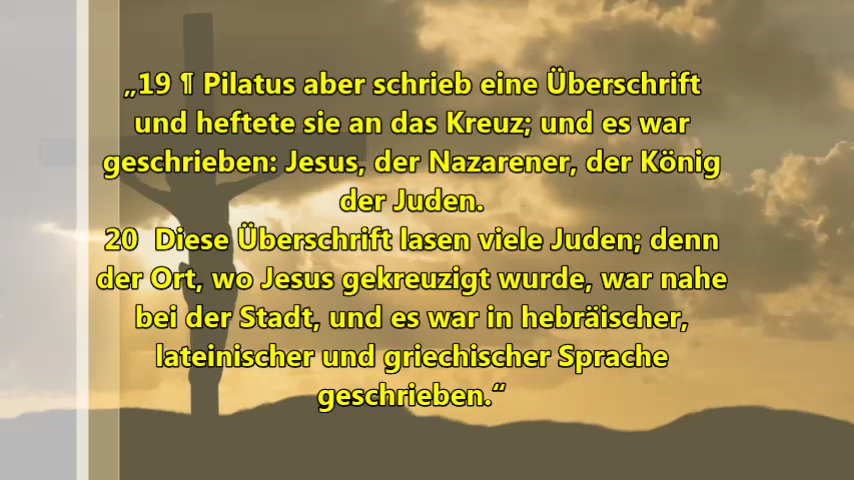 „19 ¶ Pilatus aber schrieb eine Überschrift
und heftete sie an das Kreuz; und es war
geschrieben: Jesus, der Nazarener, der König
der Juden.
20  Diese Überschrift lasen viele Juden; denn
der Ort, wo Jesus gekreuzigt wurde, war nahe
bei der Stadt, und es war in hebräischer,
lateinischer und griechischer Sprache
geschrieben.“